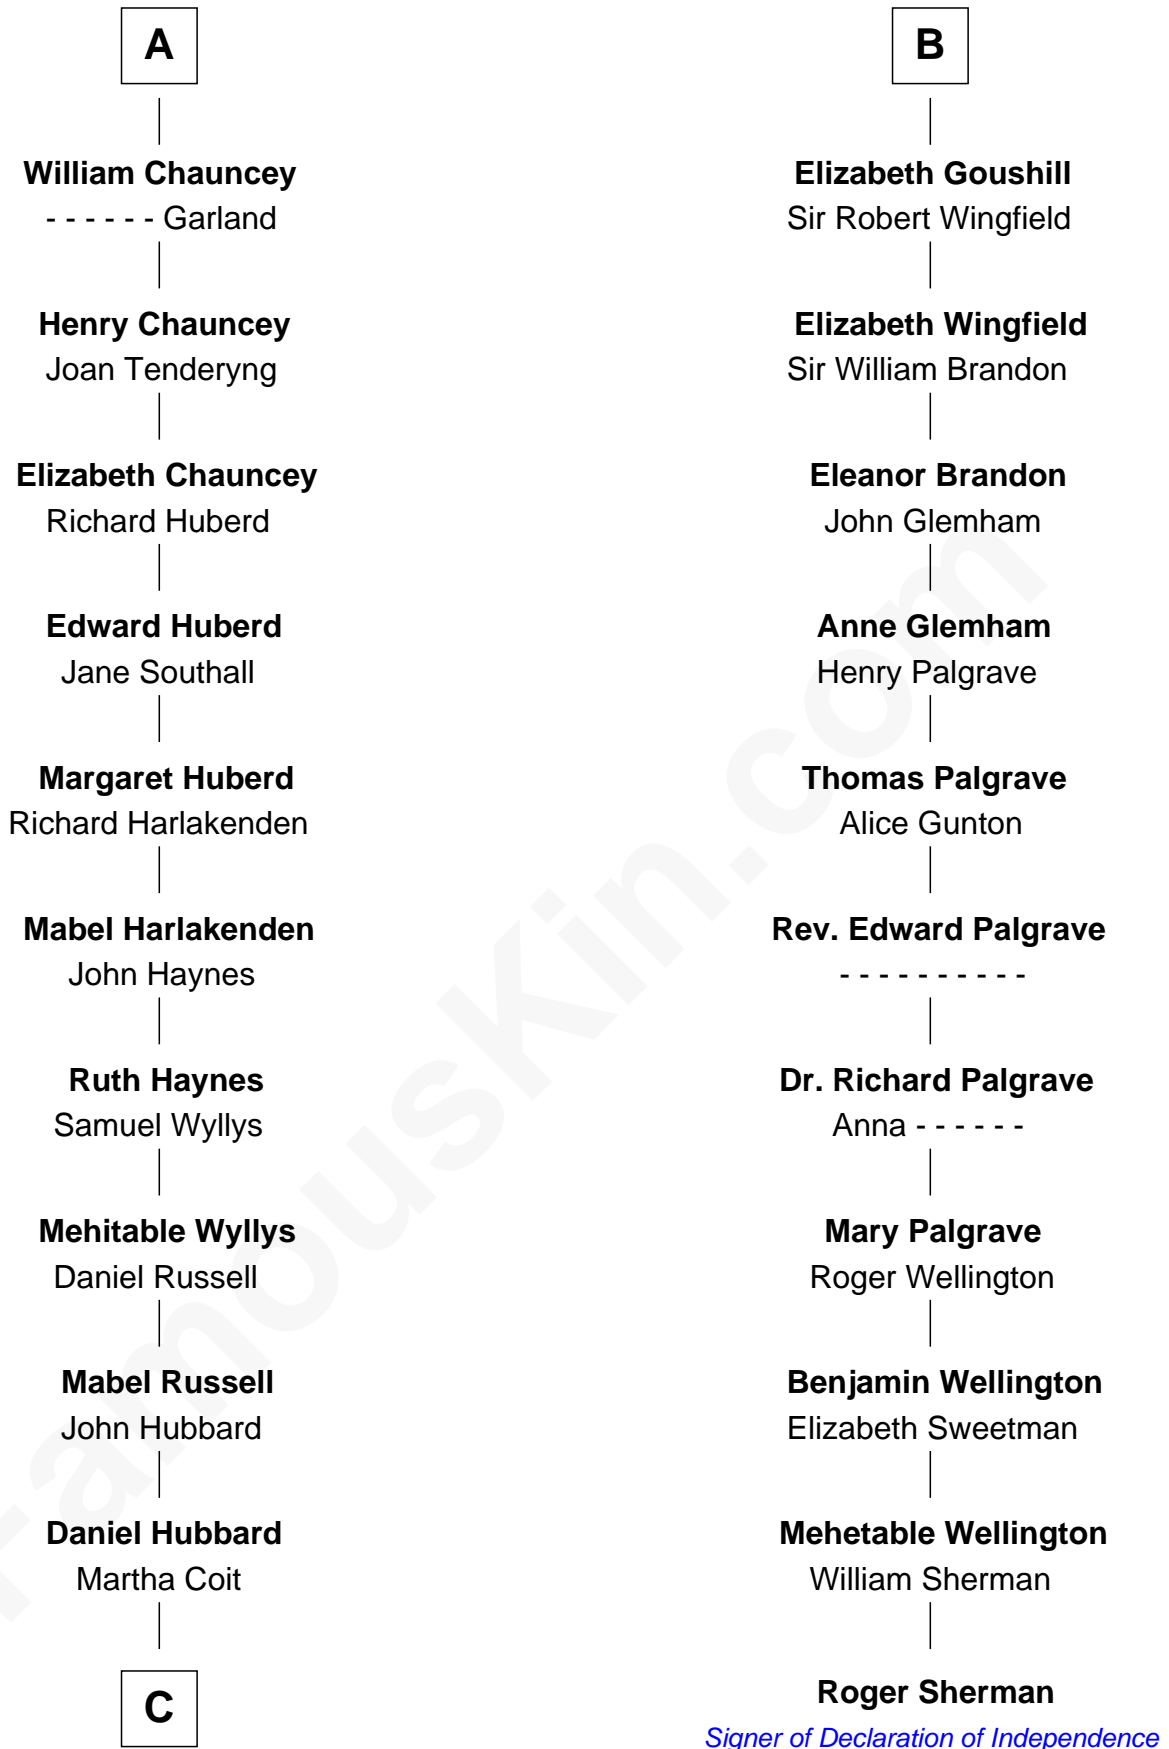 A
William Chauncey
- - - - - - Garland
Henry Chauncey
Joan Tenderyng
Elizabeth Chauncey
Richard Huberd
Edward Huberd
Jane Southall
Margaret Huberd
Richard Harlakenden
Mabel Harlakenden
John Haynes
Ruth Haynes
Samuel Wyllys
Mehitable Wyllys
Daniel Russell
Mabel Russell
John Hubbard
Daniel Hubbard
Martha Coit
C
B
Elizabeth Goushill
Sir Robert Wingfield
Elizabeth Wingfield
Sir William Brandon
Eleanor Brandon
John Glemham
Anne Glemham
Henry Palgrave
Thomas Palgrave
Alice Gunton
Rev. Edward Palgrave
- - - - - - - - - -
Dr. Richard Palgrave
Anna - - - - - -
Mary Palgrave
Roger Wellington
Benjamin Wellington
Elizabeth Sweetman
Mehetable Wellington
William Sherman
Roger Sherman
Signer of Declaration of Independence
FamousKin.com